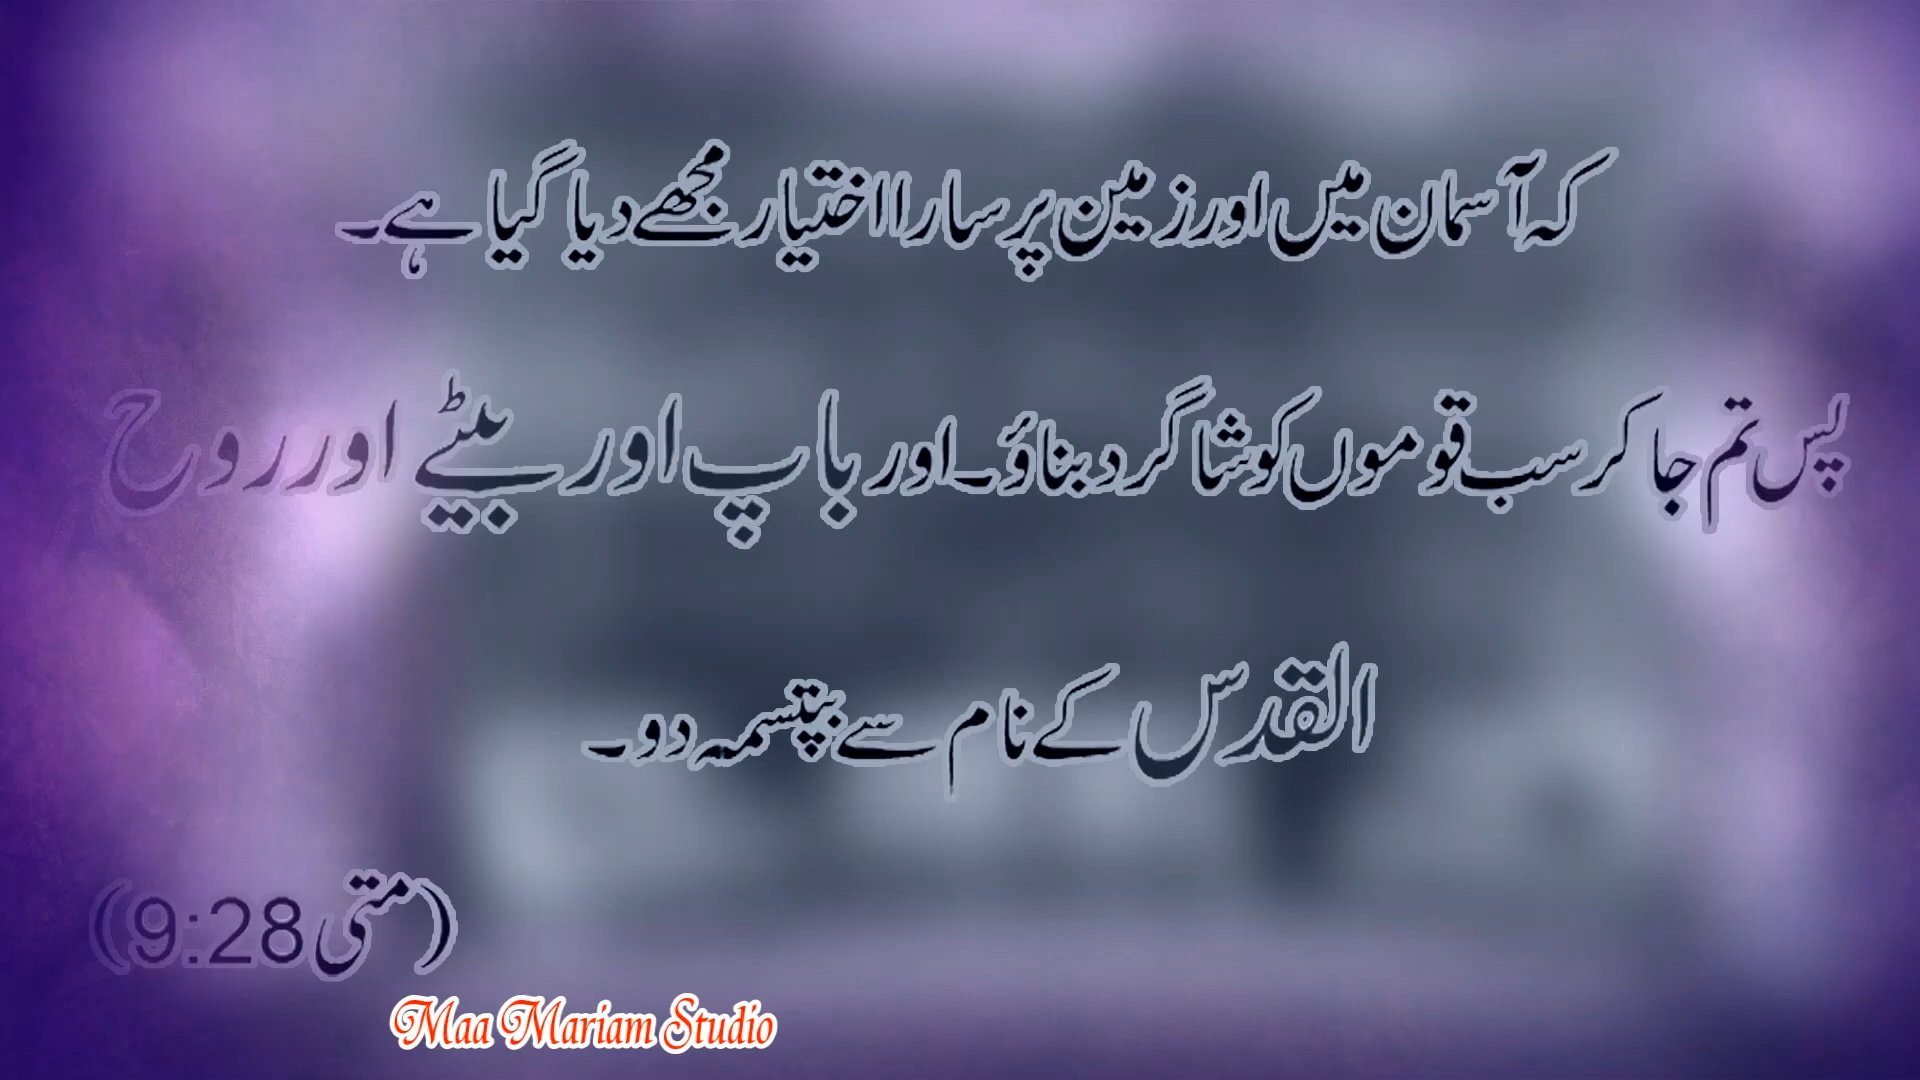 کہ آسمان میں اور زمین پر سارا اختیار مجھے دیا گیا ہے۔
پس تم جا کر سب قوموں کو شاگرد بناؤ۔ اور باپ اور بیٹے اور روح
القدس کے نام سے بپتسمہ دو۔
(متی 9:28)
Maa Mariam Studio